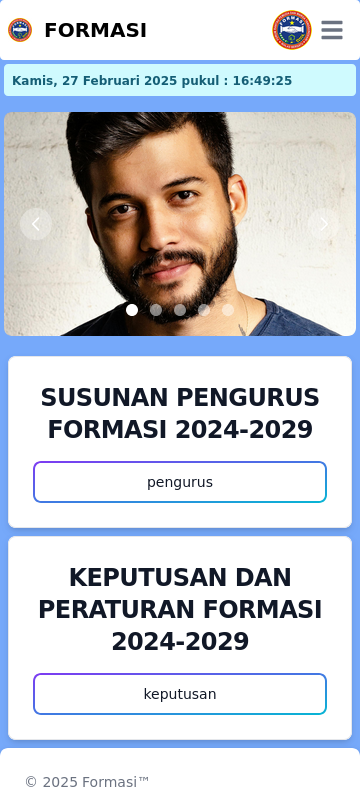 FORMASI
Kamis, 27 Februari 2025 pukul : 16:49:25
SUSUNAN PENGURUS
FORMASI 2024-2029
pengurus
KEPUTUSAN DAN
PERATURAN FORMASI
2024-2029
keputusan
© 2025 Formasi™